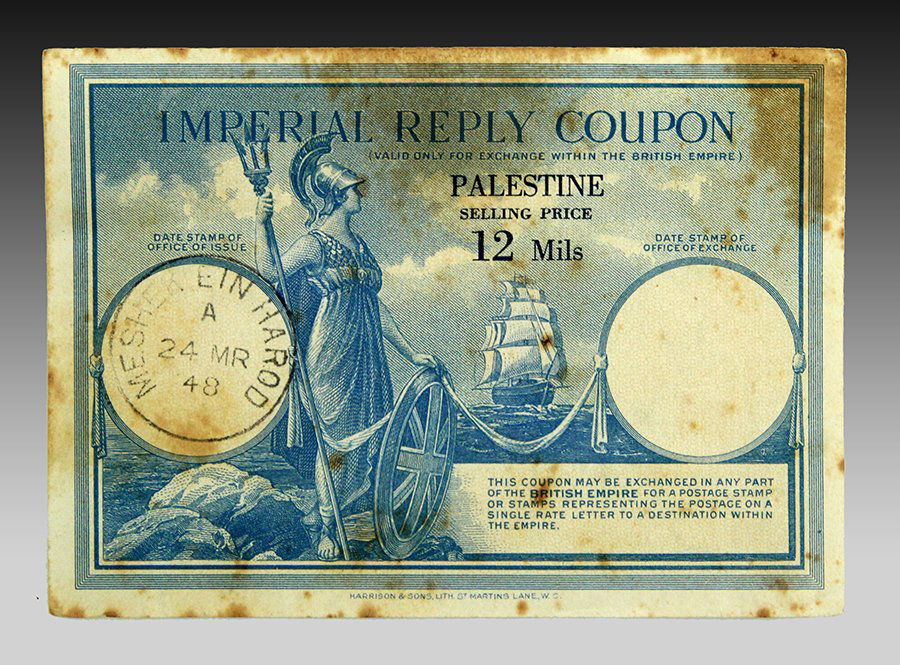 IMPERIAL REPLY COUPON
(VALID ONLY FOR EXCHANGE WITHIN THE BRITISH EMPIRE)
PALESTINE
SELLING PRICE
12 Mils
DATE STAMP OF
OFFICE OF ISSUE
DATE STAMP OF
OFFICE OF EXCHANGE
MESHEK EIN HAROD
A
24 MR
48
THIS COUPON MAY BE EXCHANGED IN ANY PART
OF THE BRITISH EMPIRE FOR A POSTAGE STAMP
OR STAMPS REPRESENTING THE POSTAGE ON A
SINGLE RATE LETTER TO A DESTINATION WITHIN
THE EMPIRE.
HARRISON & SONS, LITH. ST MARTINS LANE, W. C.